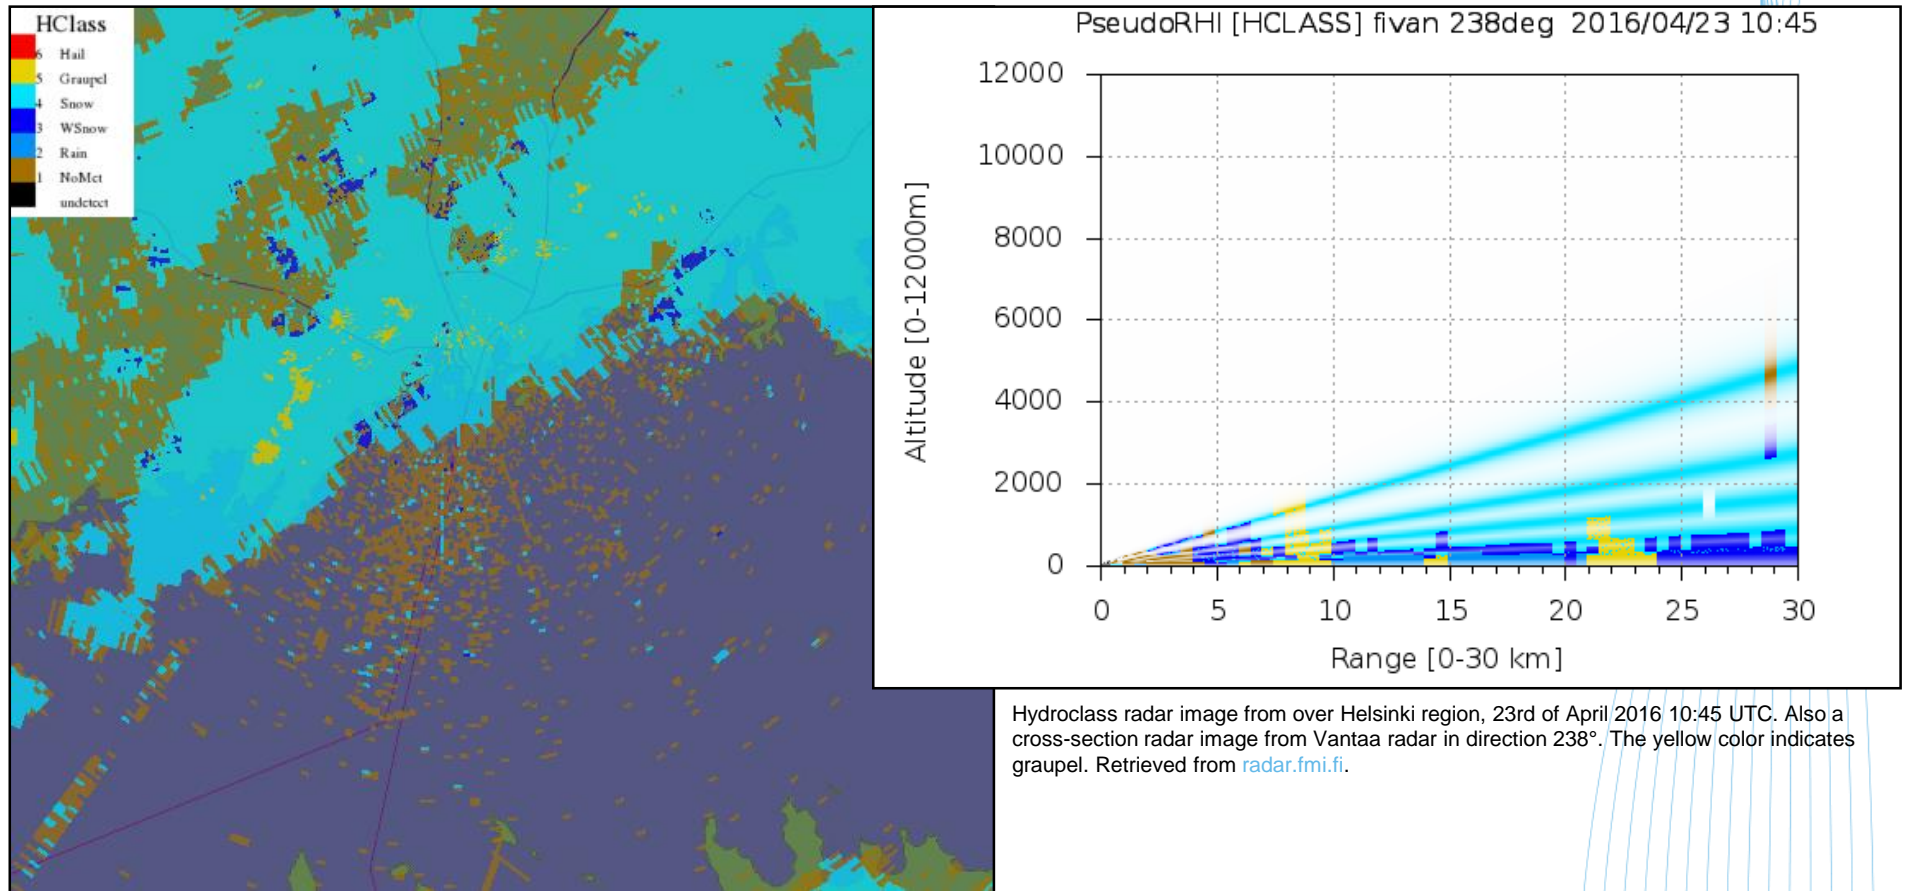 HClass
6 Hail
5 Graupel
4 Snow
3 WSnow
2 Rain
1 NoMet
undetect
PseudoRHI [HCLASS] fivan 238deg 2016/04/23 10:45
12000
10000
8000
6000
4000
2000
0
Altitude [0-12000m]
0 5 10 15 20 25 30
Range [0-30 km]
Hydroclass radar image from over Helsinki region, 23rd of April 2016 10:45 UTC. Also a
cross-section radar image from Vantaa radar in direction 238°. The yellow color indicates
graupel. Retrieved from radar.fmi.fi.